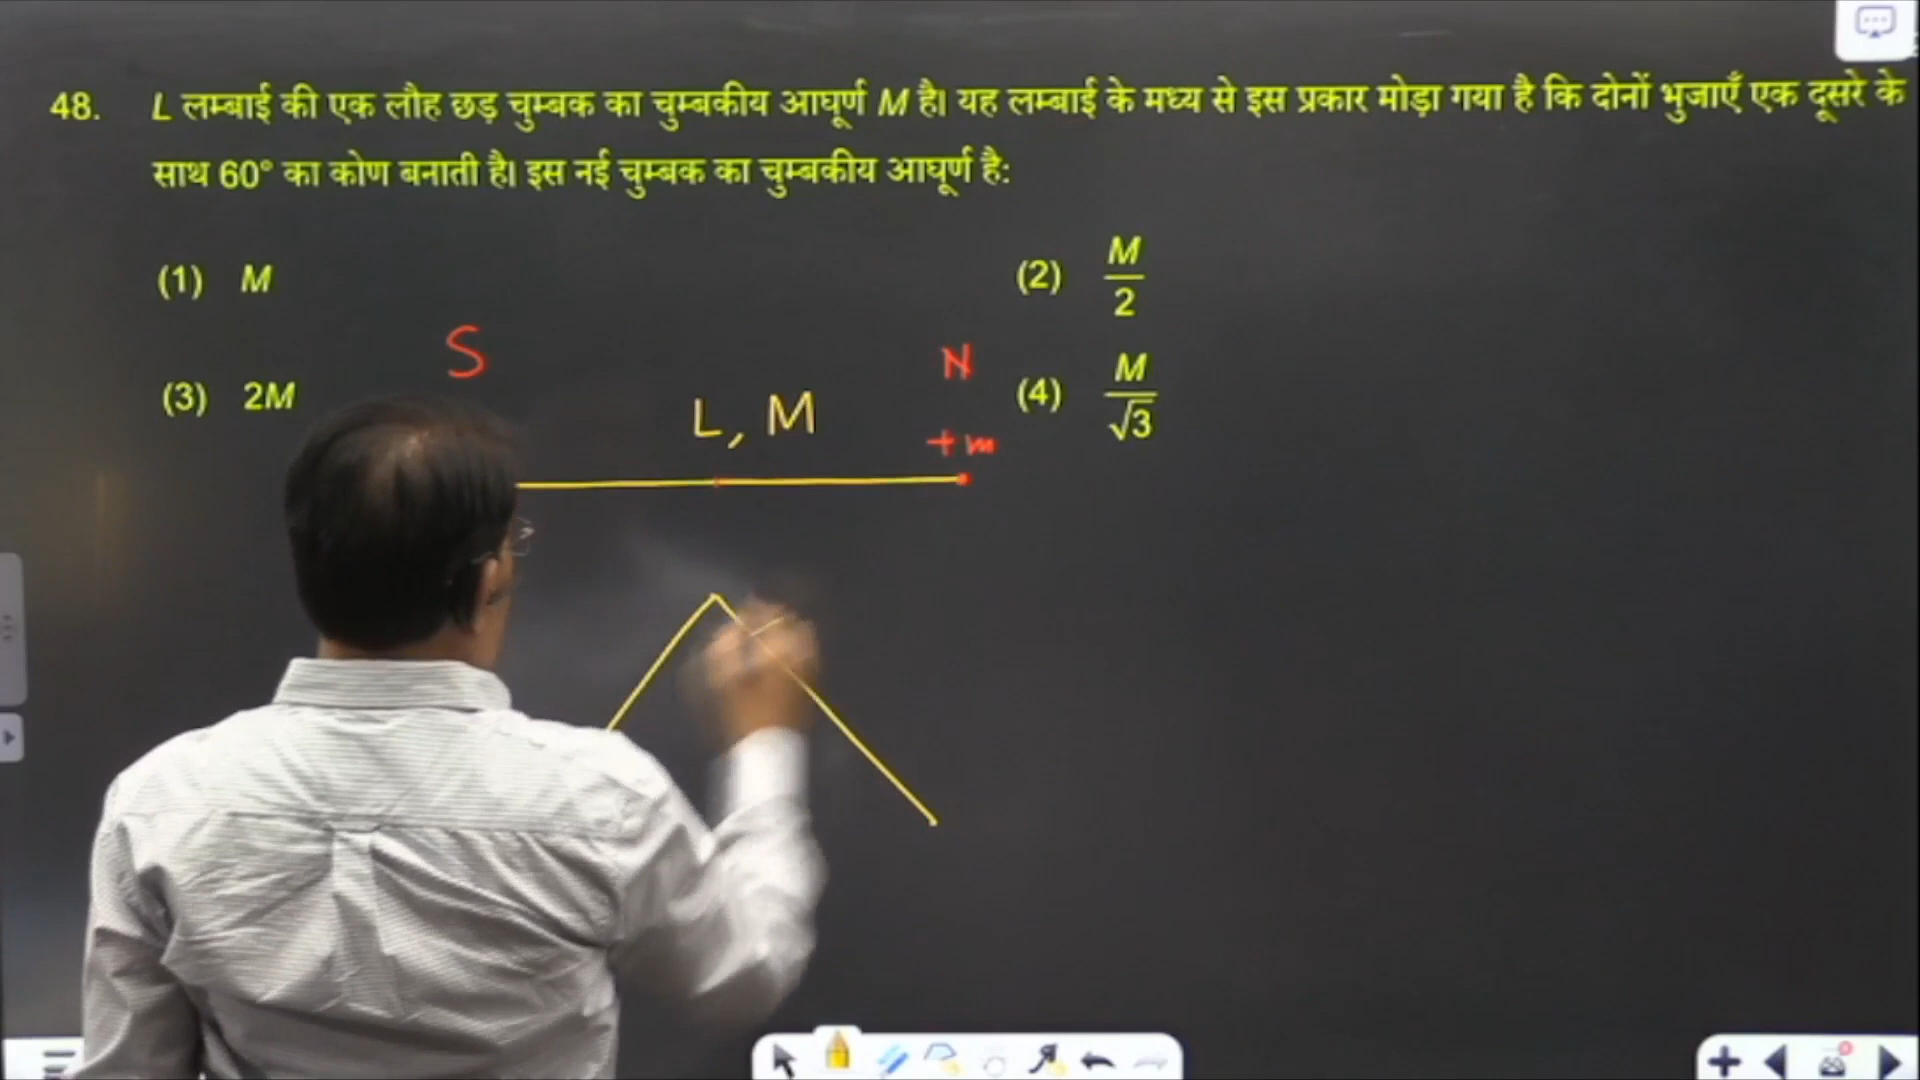 48. L लम्बाई की एक लौह छड़ चुम्बक का चुम्बकीय आघूर्ण M है। यह लम्बाई के मध्य से इस प्रकार मोड़ा गया है कि दोनों भुजाएँ एक दूसरे के
साथ 60° का कोण बनाती है। इस नई चुम्बक का चुम्बकीय आघूर्ण है:
(1) M
(2) M/2
(3) 2M
(4) M/√3
S
N
L, M
+m